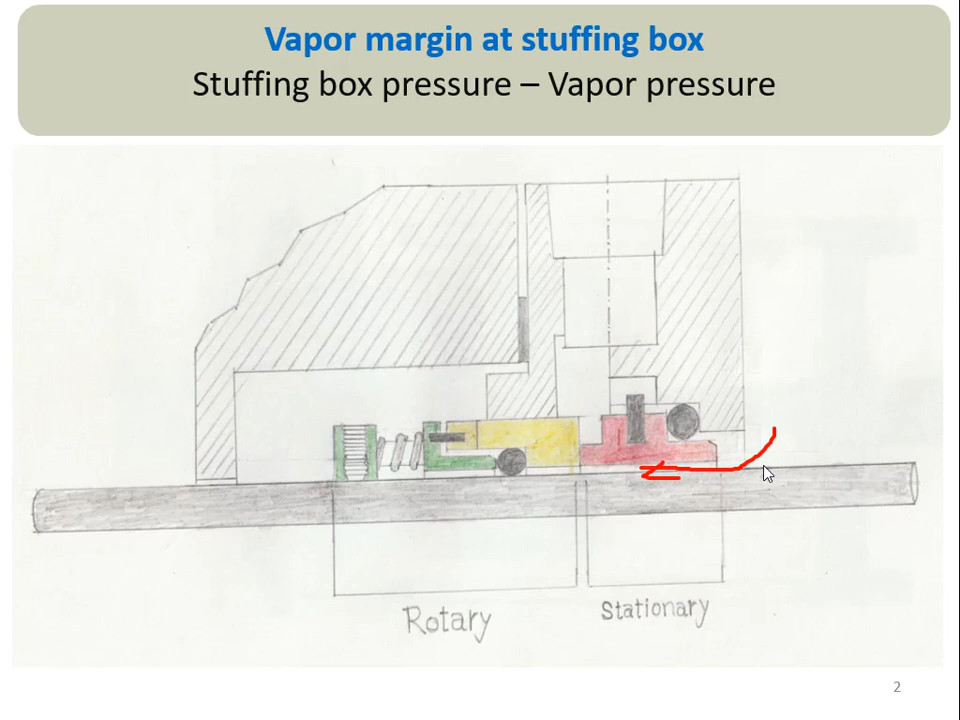 Vapor margin at stuffing box
Stuffing box pressure – Vapor pressure
Rotary
Stationary
2